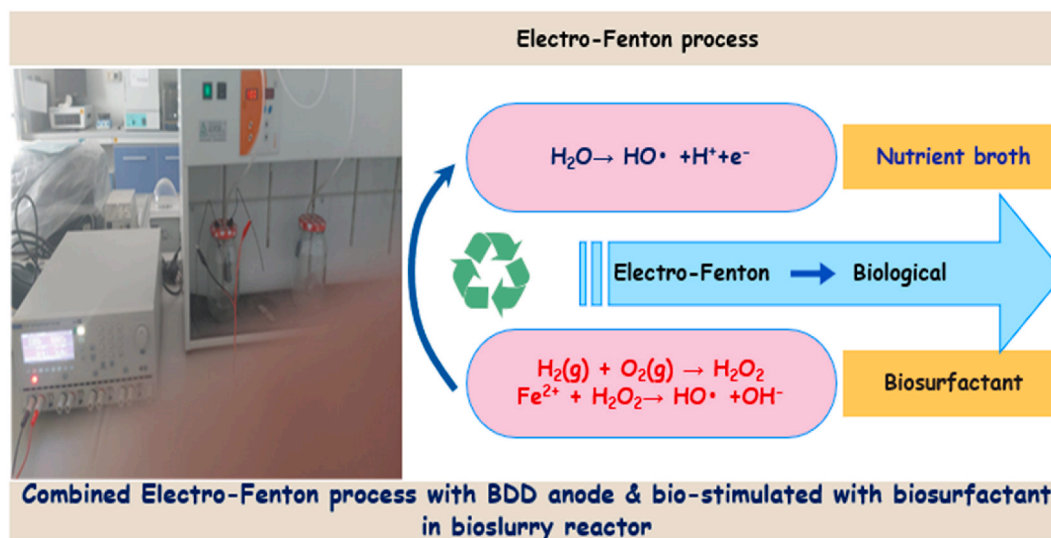 Electro-Fenton process
H₂O→ HO• +H⁺+e⁻
Nutrient broth
Electro-Fenton → Biological
H₂(g) + O₂(g) → H₂O₂
Fe²⁺ + H₂O₂→ HO• +OH⁻
Biosurfactant
Combined Electro-Fenton process with BDD anode & bio-stimulated with biosurfactant
in bioslurry reactor